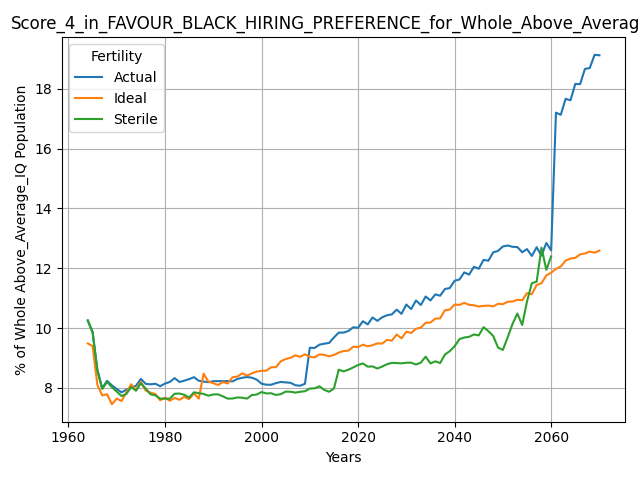 Score_4_in_FAVOUR_BLACK_HIRING_PREFERENCE_for_Whole_Above_Averag
Fertility
Actual
Ideal
Sterile
% of Whole Above_Average_IQ Population
18
16
14
12
10
8
1960 1980 2000 2020 2040 2060
Years